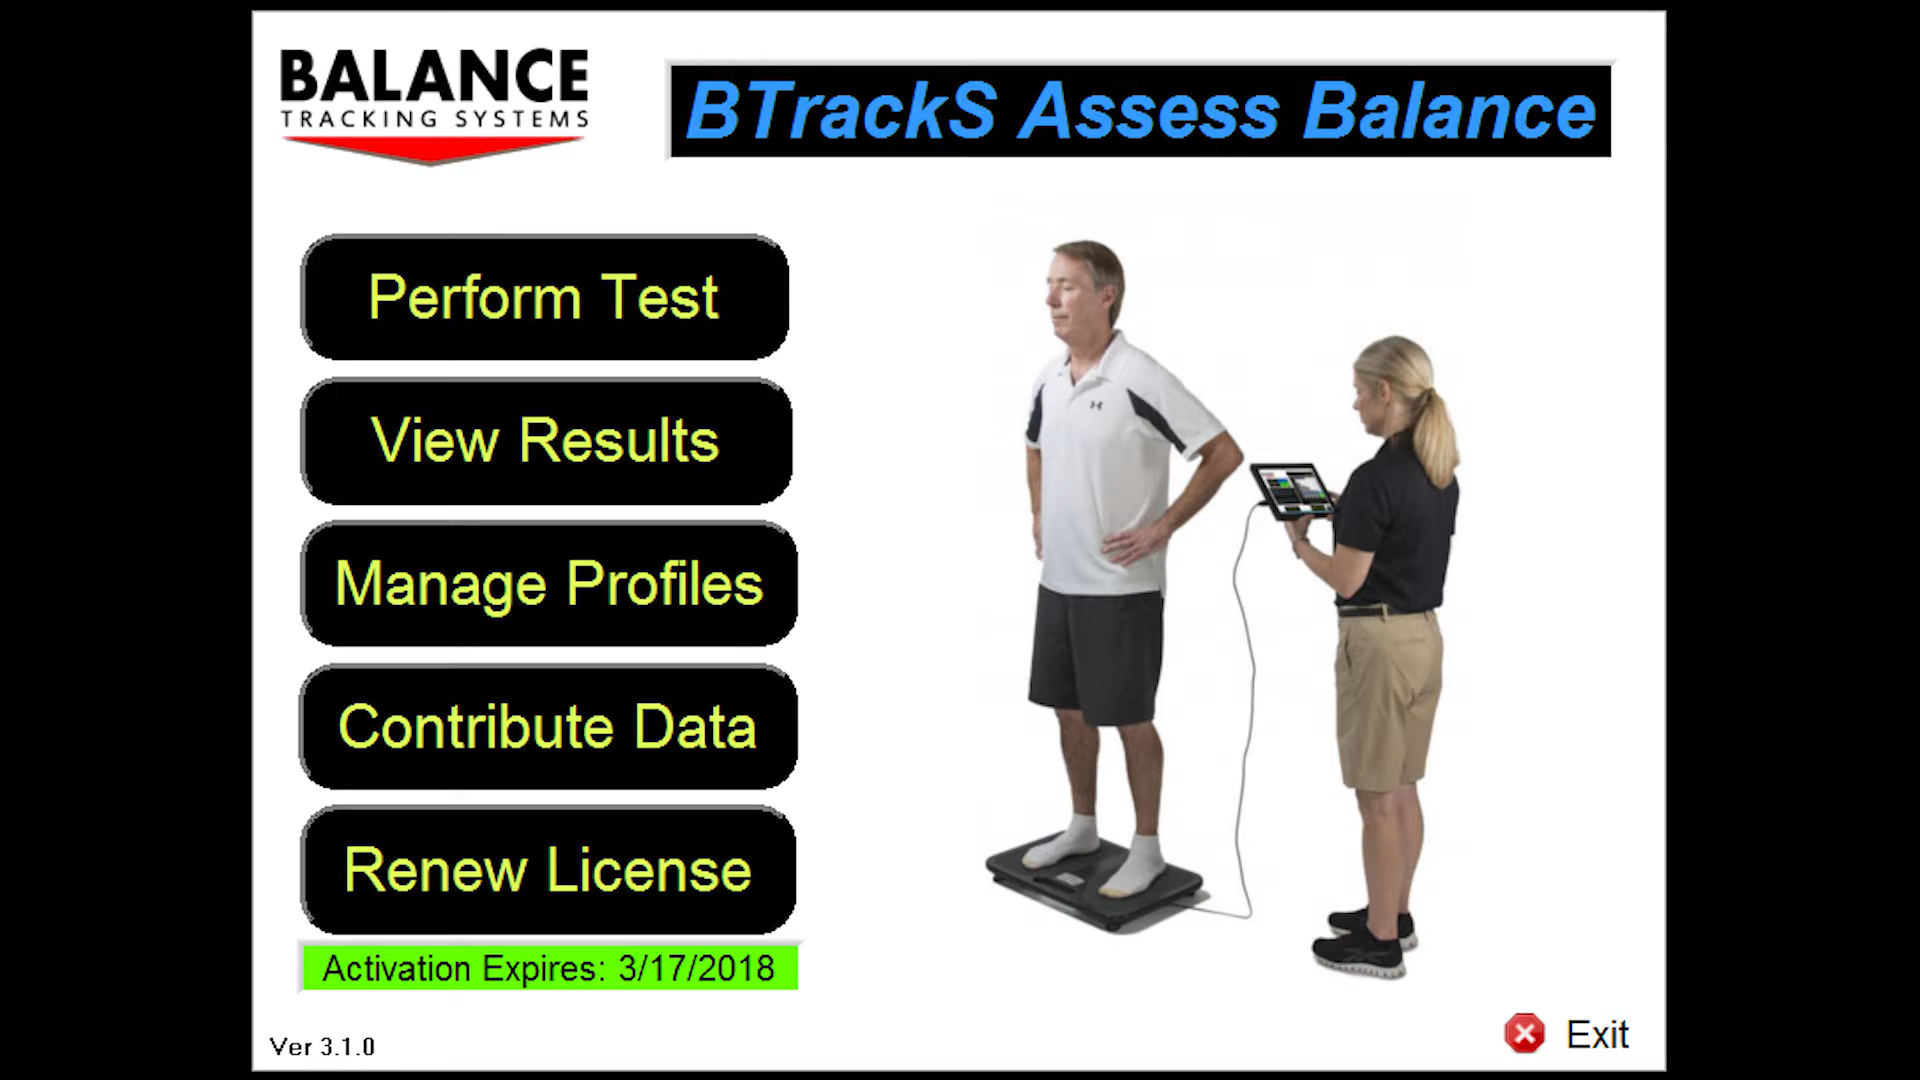 BALANCE
TRACKING SYSTEMS
BTrackS Assess Balance
Perform Test
View Results
Manage Profiles
Contribute Data
Renew License
Activation Expires: 3/17/2018
Ver 3.1.0
Exit